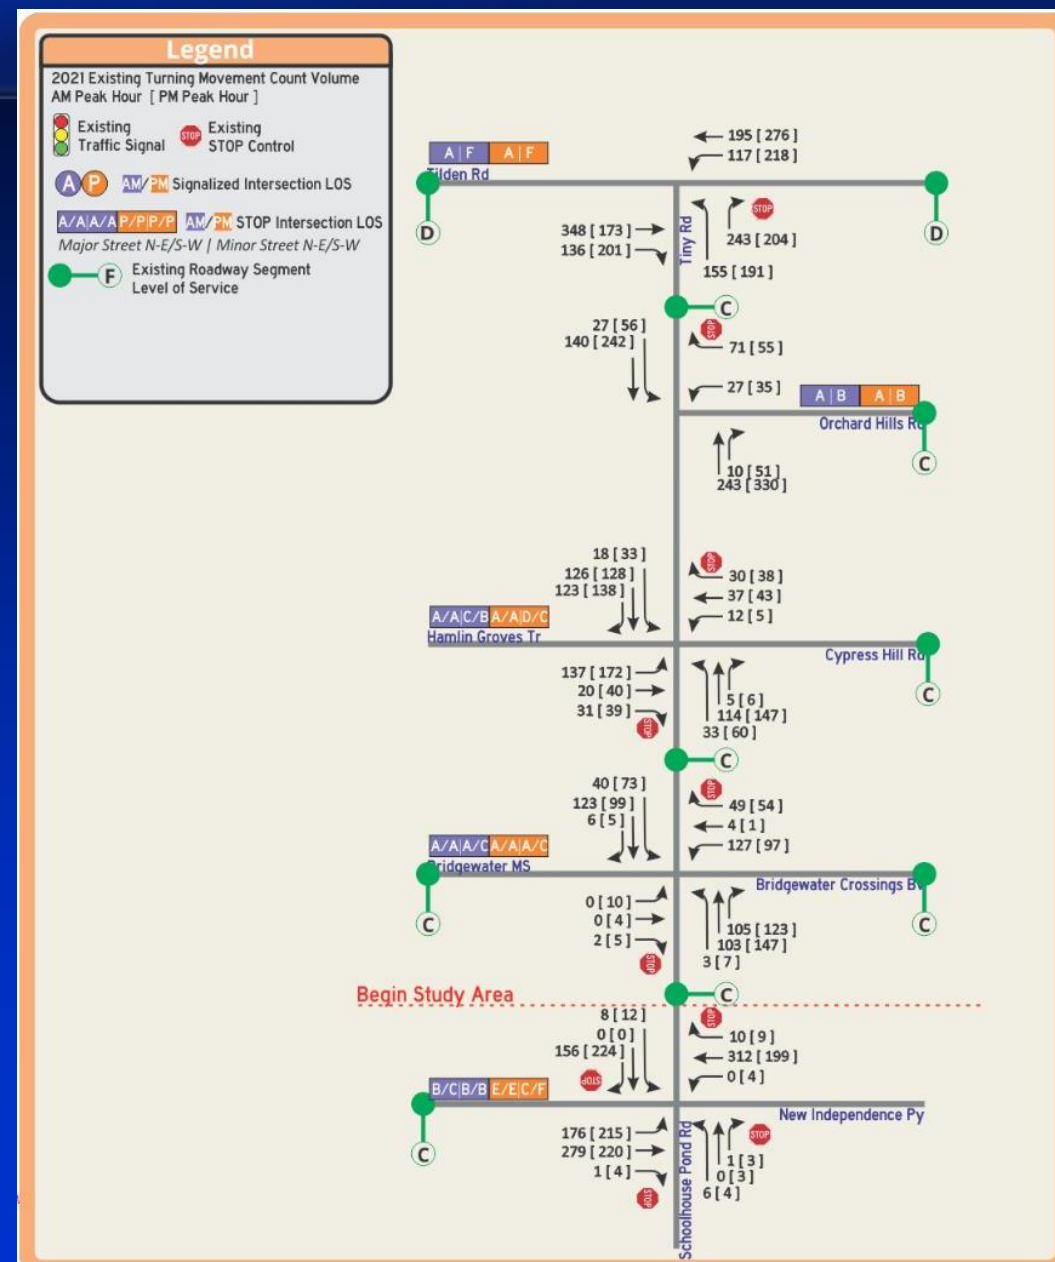 Legend
2021 Existing Turning Movement Count Volume
AM Peak Hour [ PM Peak Hour ]
Existing
Traffic Signal
STOP
Existing
STOP Control
A P AM/PM Signalized Intersection LOS
A/A|A/A P/P|P/P AM/PM STOP Intersection LOS
Major Street N-E/S-W | Minor Street N-E/S-W
F
Existing Roadway Segment
Level of Service
195 [ 276 ]
117 [ 218 ]
A|F A|F
Tilden Rd
D
D
348 [ 173 ]
136 [ 201 ]
Tiny Rd
STOP
243 [ 204 ]
155 [ 191 ]
C
27 [ 56 ]
140 [ 242 ]
STOP
71 [ 55 ]
27 [ 35 ]
A|B A|B
Orchard Hills
C
10 [ 51 ]
243 [ 330 ]
18 [ 33 ]
126 [ 128 ]
123 [ 138 ]
STOP
30 [ 38 ]
37 [ 43 ]
12 [ 5 ]
A/A|C/B A/A|D/C
Hamlin Groves Tr
Cypress Hill Rd
C
137 [ 172 ]
20 [ 40 ]
31 [ 39 ]
STOP
5 [ 6 ]
114 [ 147 ]
33 [ 60 ]
C
40 [ 73 ]
123 [ 99 ]
6 [ 5 ]
STOP
49 [ 54 ]
4 [ 1 ]
127 [ 97 ]
A/A|A/C A/A|A/C
Bridgewater MS
Bridgewater Crossings
C
C
0 [ 10 ]
0 [ 4 ]
2 [ 5 ]
STOP
105 [ 123 ]
103 [ 147 ]
3 [ 7 ]
C
Begin Study Area
8 [ 12 ]
0 [ 0 ]
156 [ 224 ]
STOP
STOP
10 [ 9 ]
312 [ 199 ]
0 [ 4 ]
B/C|B/B E/E|C/F
New Independence Py
C
176 [ 215 ]
279 [ 220 ]
1 [ 4 ]
STOP
Schoolhouse Pond Rd
STOP
1 [ 3 ]
0 [ 3 ]
6 [ 4 ]